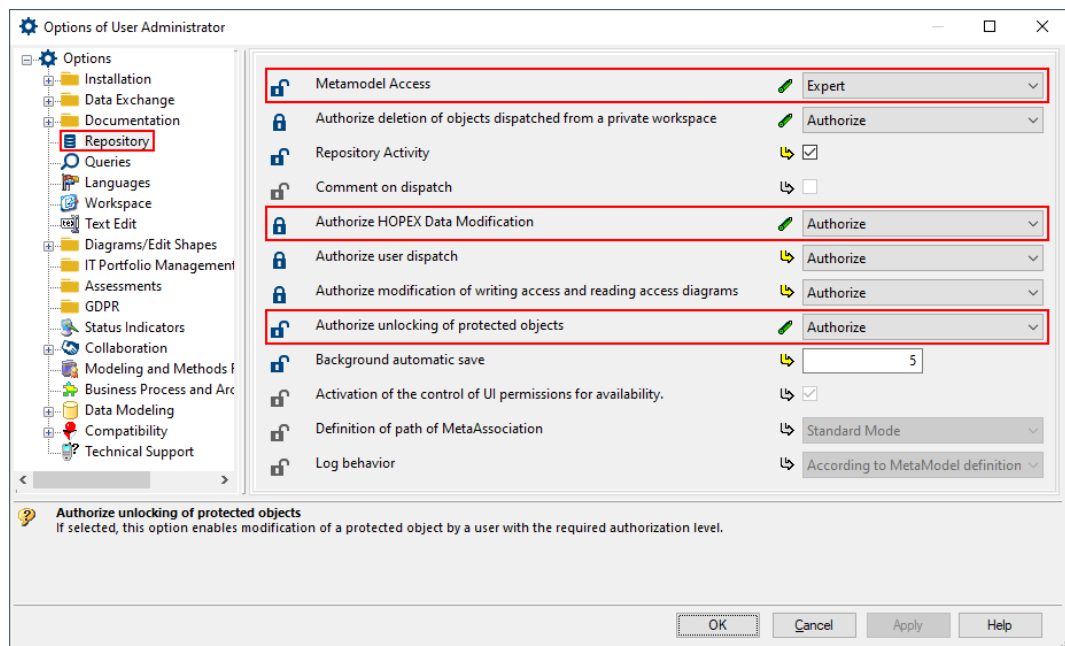 Options of User Administrator
Options
Installation
Data Exchange
Documentation
Repository
Queries
Languages
Workspace
Text Edit
Diagrams/Edit Shapes
IT Portfolio Management
Assessments
GDPR
Status Indicators
Collaboration
Modeling and Methods
Business Process and Arc
Data Modeling
Compatibility
Technical Support
Metamodel Access Expert
Authorize deletion of objects dispatched from a private workspace Authorize
Repository Activity
Comment on dispatch
Authorize HOPEX Data Modification Authorize
Authorize user dispatch Authorize
Authorize modification of writing access and reading access diagrams Authorize
Authorize unlocking of protected objects Authorize
Background automatic save 5
Activation of the control of UI permissions for availability.
Definition of path of MetaAssociation Standard Mode
Log behavior According to MetaModel definition
Authorize unlocking of protected objects
If selected, this option enables modification of a protected object by a user with the required authorization level.
OK Cancel Apply Help